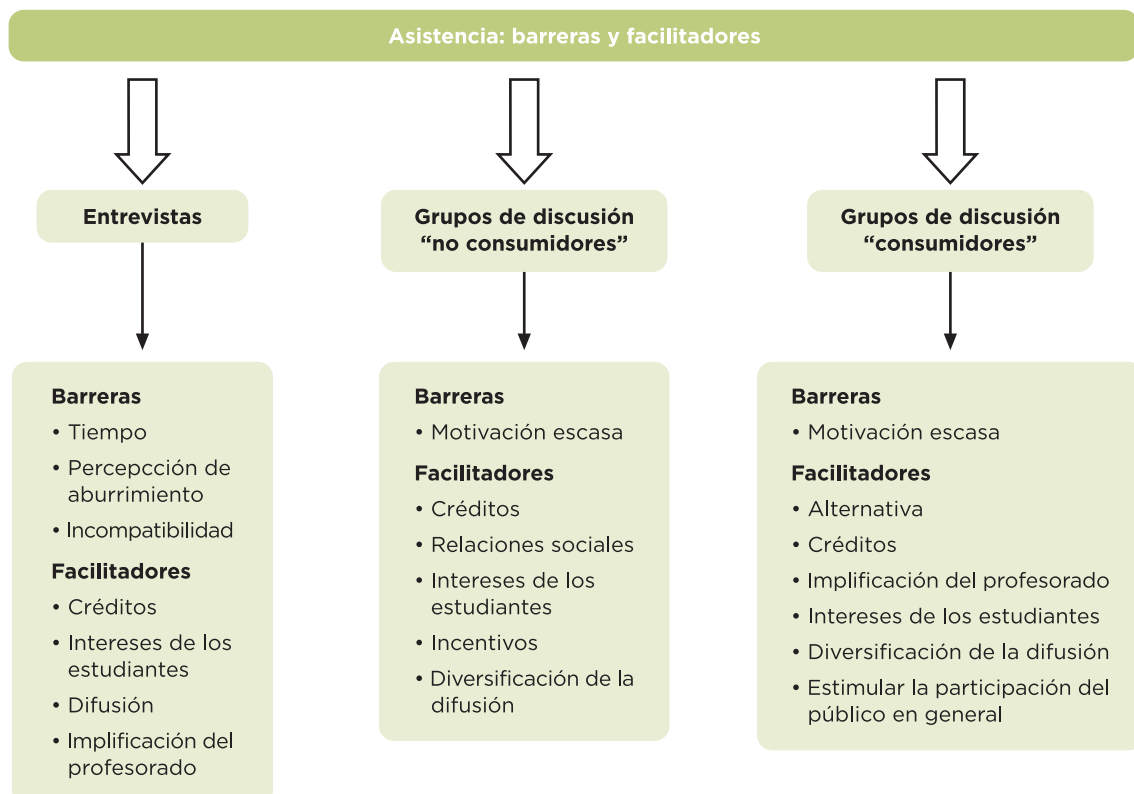 Asistencia: barreras y facilitadores
Entrevistas
Barreras
• Tiempo
• Percepcción de
aburrimiento
• Incompatibilidad
Facilitadores
• Créditos
• Intereses de los
estudiantes
• Difusión
• Implificación del
profesorado
Grupos de discusión
“no consumidores”
Barreras
• Motivación escasa
Facilitadores
• Créditos
• Relaciones sociales
• Intereses de los
estudiantes
• Incentivos
• Diversificación de la
difusión
Grupos de discusión
“consumidores”
Barreras
• Motivación escasa
Facilitadores
• Alternativa
• Créditos
• Implificación del profesorado
• Intereses de los estudiantes
• Diversificación de la difusión
• Estimular la participación del
público en general